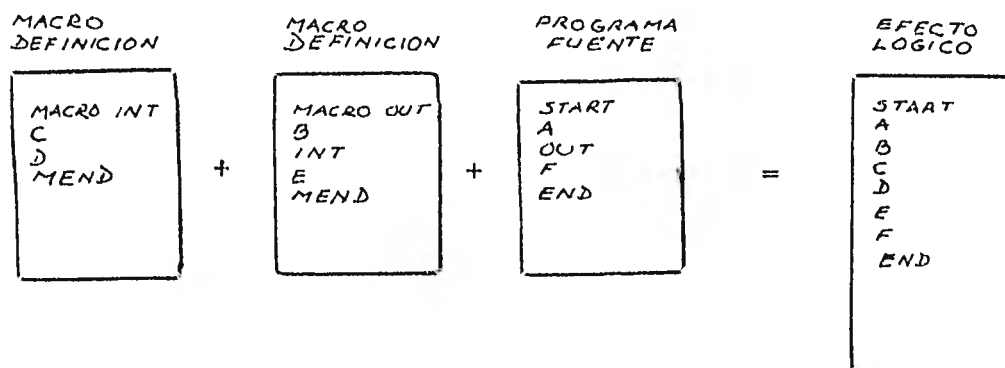 MACRO
DEFINICION
MACRO INT
C
D
MEND
+
MACRO
DEFINICION
MACRO OUT
B
INT
E
MEND
+
PROGRAMA
FUENTE
START
A
OUT
F
END
=
EFECTO
LOGICO
START
A
B
C
D
E
F
END